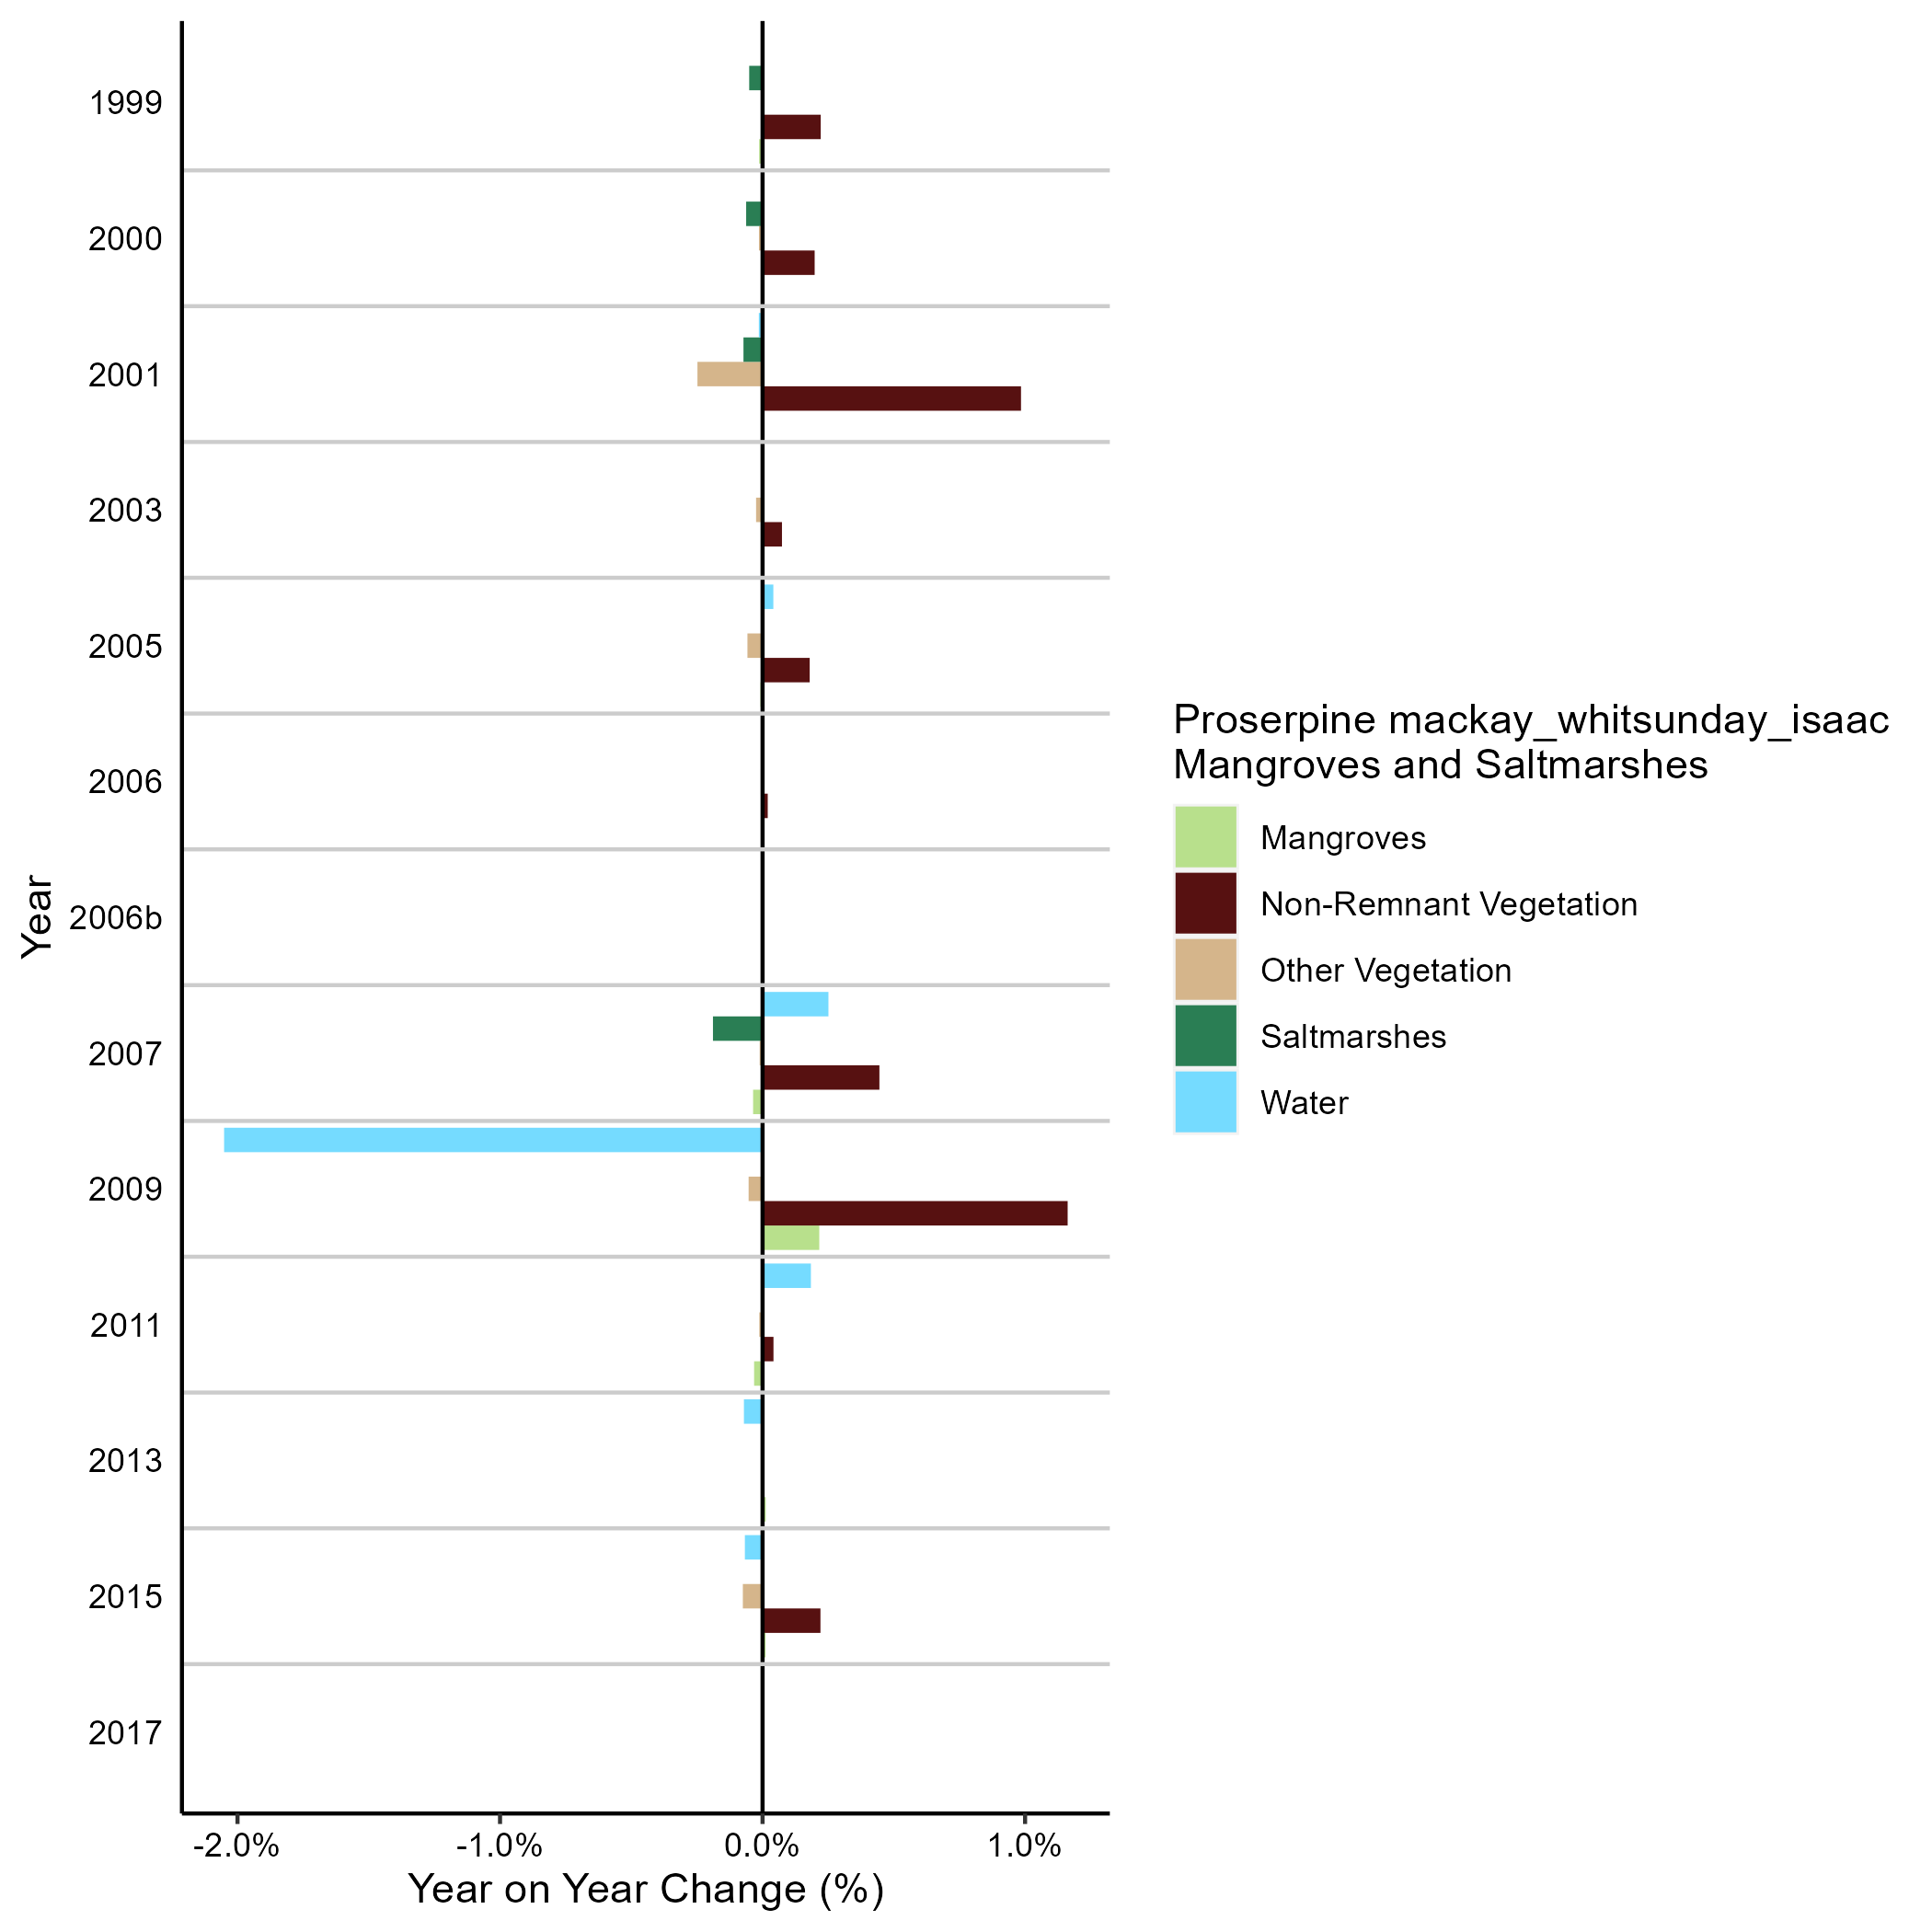 1999
2000
2001
2003
2005
2006
2006b
2007
2009
2011
2013
2015
2017
Year
-2.0%
-1.0%
0.0%
1.0%
Year on Year Change (%)
Proserpine mackay_whitsunday_isaac
Mangroves and Saltmarshes
Mangroves
Non-Remnant Vegetation
Other Vegetation
Saltmarshes
Water